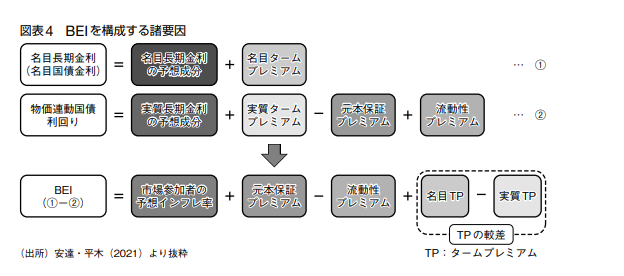 図表4　BEIを構成する諸要因
名目長期金利
（名目国債金利）
=
名目長期金利
の予想成分
+
名目ターム
プレミアム
… ①
物価連動国債
利回り
=
実質長期金利
の予想成分
+
実質ターム
プレミアム
−
元本保証
プレミアム
+
流動性
プレミアム
… ②
BEI
（①−②）
=
市場参加者の
予想インフレ率
+
元本保証
プレミアム
−
流動性
プレミアム
+
名目TP
−
実質TP
TPの較差
（出所）安達・平木（2021）より抜粋
TP：タームプレミアム